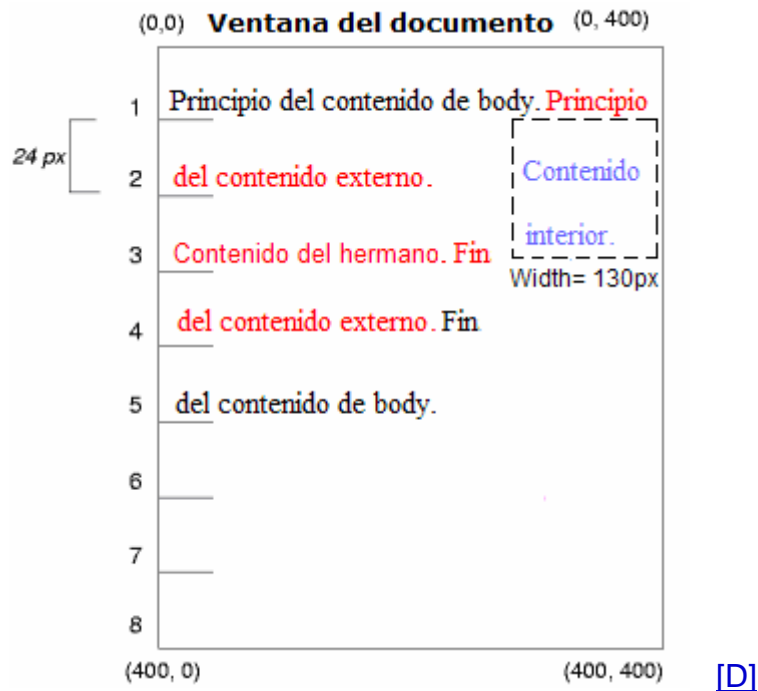 (0,0) Ventana del documento (0, 400)
1 Principio del contenido de body. Principio
24 px
2 del contenido externo. Contenido
3 Contenido del hermano. Fin interior.
Width= 130px
4 del contenido externo. Fin
5 del contenido de body.
6
7
8
(400, 0) (400, 400) [D]